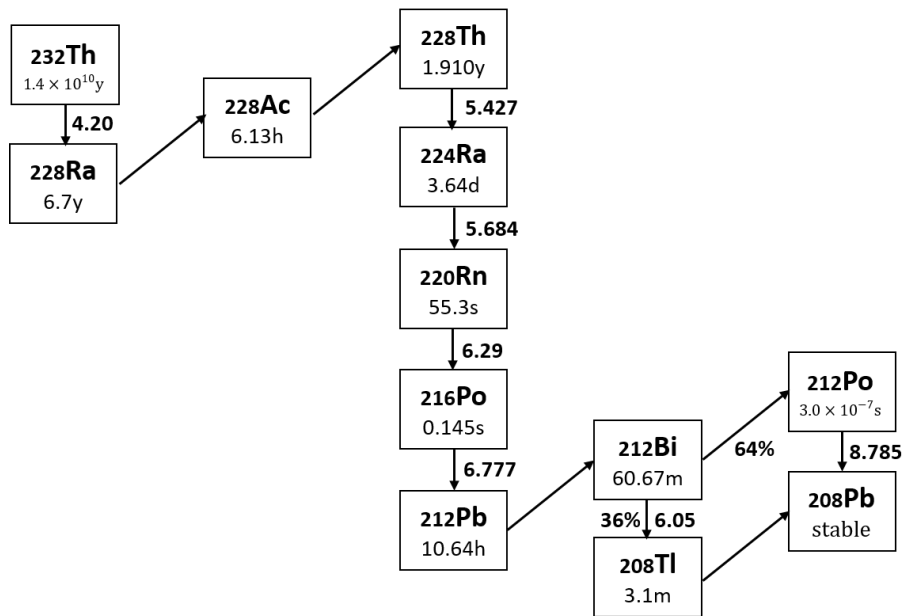 232Th
1.4 × 10¹⁰y
4.20
228Ra
6.7y
228Ac
6.13h
228Th
1.910y
5.427
224Ra
3.64d
5.684
220Rn
55.3s
6.29
216Po
0.145s
6.777
212Pb
10.64h
212Bi
60.67m
64%
36% 6.05
208Tl
3.1m
212Po
3.0 × 10⁻⁷s
8.785
208Pb
stable